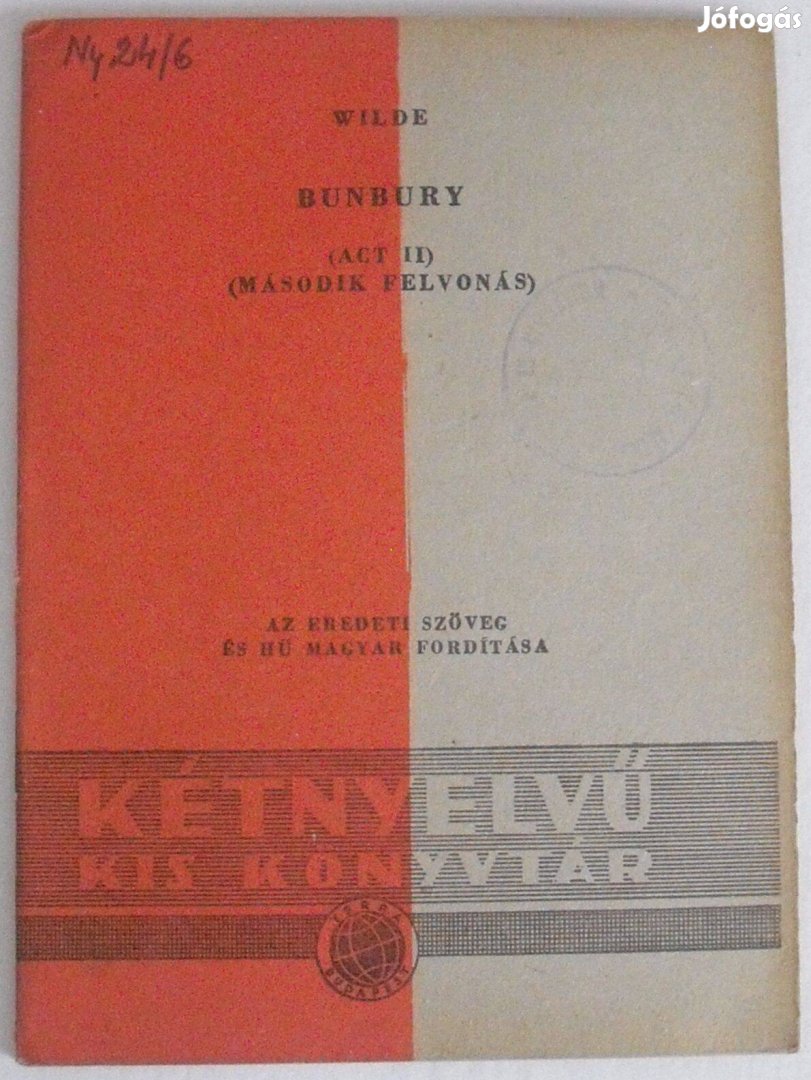 Jófogás
Ny 24/6
WILDE
BUNBURY
(ACT II)
(MÁSODIK FELVONÁS)
AZ EREDETI SZÖVEG
ÉS HŰ MAGYAR FORDÍTÁSA
KÉTNYELVŰ
KIS KÖNYVTÁR
TERRA
BUDAPEST